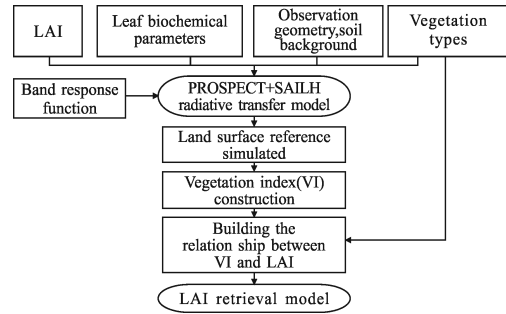 LAI
Leaf biochemical
parameters
Observation
geometry,soil
background
Vegetation
types
Band response
function
PROSPECT+SAILH
radiative transfer model
Land surface reference
simulated
Vegetation index(VI)
construction
Building the
relation ship between
VI and LAI
LAI retrieval model